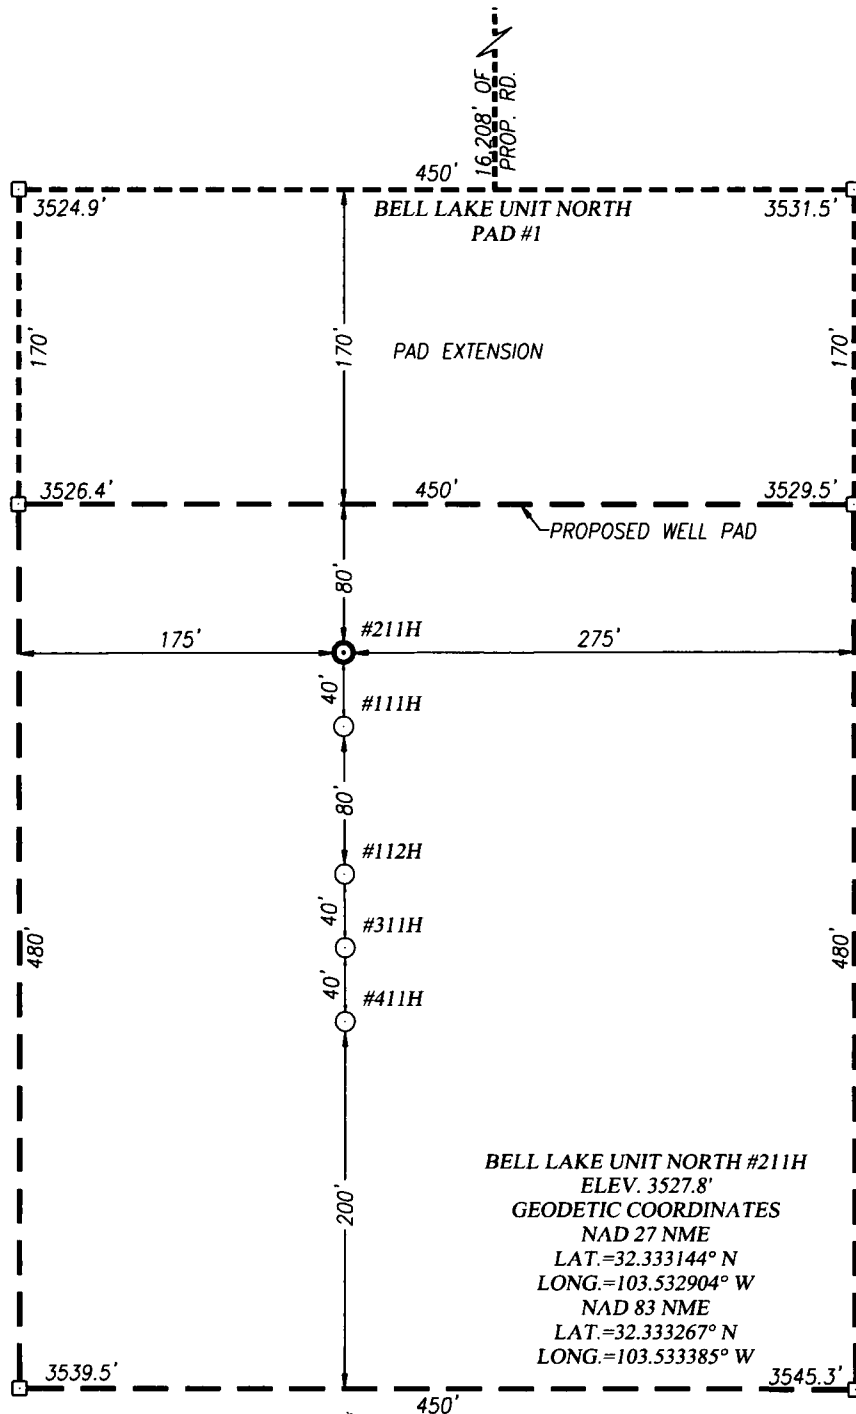 16,208' OF
PROP. RD.
450'
3524.9'
BELL LAKE UNIT NORTH
PAD #1
3531.5'
170'
170'
PAD EXTENSION
170'
3526.4'
450'
3529.5'
PROPOSED WELL PAD
80'
#211H
175'
275'
40'
#111H
80'
#112H
40'
#311H
480'
480'
40'
#411H
200'
BELL LAKE UNIT NORTH #211H
ELEV. 3527.8'
GEODETIC COORDINATES
NAD 27 NME
LAT.=32.333144° N
LONG.=103.532904° W
NAD 83 NME
LAT.=32.333267° N
LONG.=103.533385° W
3539.5'
3545.3'
450'